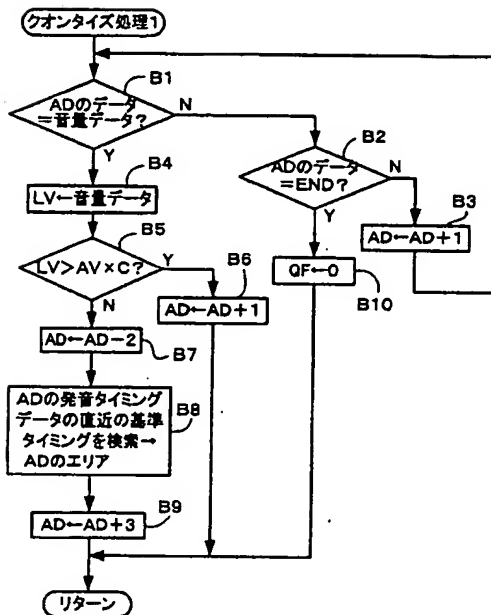 クオンタイズ処理1
B1
ADのデータ
=音量データ?
N
Y
B2
ADのデータ
=END?
N
Y
B4
LV←音量データ
B3
AD←AD+1
B5
LV>AV×C?
Y
N
B6
AD←AD+1
QF←0
B10
AD←AD-2
B7
ADの発音タイミング
データの直近の基準
タイミングを検索→
ADのエリア
B8
B9
AD←AD+3
リターン